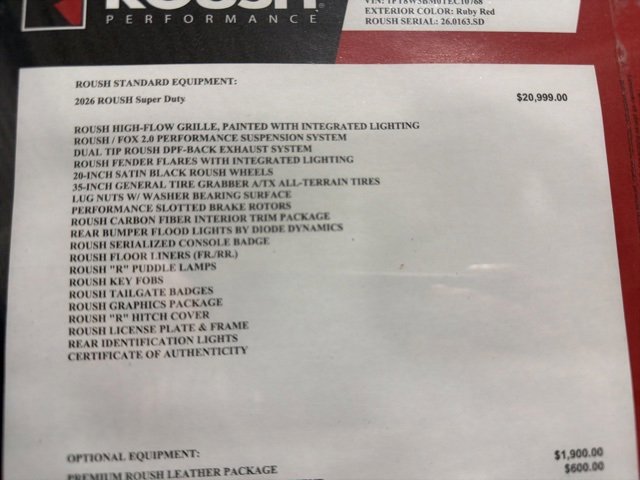 ROUSH
PERFORMANCE
VIN: 1FT8W3BM0TEC10768
EXTERIOR COLOR: Ruby Red
ROUSH SERIAL: 26.0163.SD
ROUSH STANDARD EQUIPMENT:
2026 ROUSH Super Duty $20,999.00
ROUSH HIGH-FLOW GRILLE, PAINTED WITH INTEGRATED LIGHTING
ROUSH / FOX 2.0 PERFORMANCE SUSPENSION SYSTEM
DUAL TIP ROUSH DPF-BACK EXHAUST SYSTEM
ROUSH FENDER FLARES WITH INTEGRATED LIGHTING
20-INCH SATIN BLACK ROUSH WHEELS
35-INCH GENERAL TIRE GRABBER A/TX ALL-TERRAIN TIRES
LUG NUTS W/ WASHER BEARING SURFACE
PERFORMANCE SLOTTED BRAKE ROTORS
ROUSH CARBON FIBER INTERIOR TRIM PACKAGE
REAR BUMPER FLOOD LIGHTS BY DIODE DYNAMICS
ROUSH SERIALIZED CONSOLE BADGE
ROUSH FLOOR LINERS (FR./RR.)
ROUSH "R" PUDDLE LAMPS
ROUSH KEY FOBS
ROUSH TAILGATE BADGES
ROUSH GRAPHICS PACKAGE
ROUSH "R" HITCH COVER
ROUSH LICENSE PLATE & FRAME
REAR IDENTIFICATION LIGHTS
CERTIFICATE OF AUTHENTICITY
OPTIONAL EQUIPMENT: $1,900.00
PREMIUM ROUSH LEATHER PACKAGE $600.00